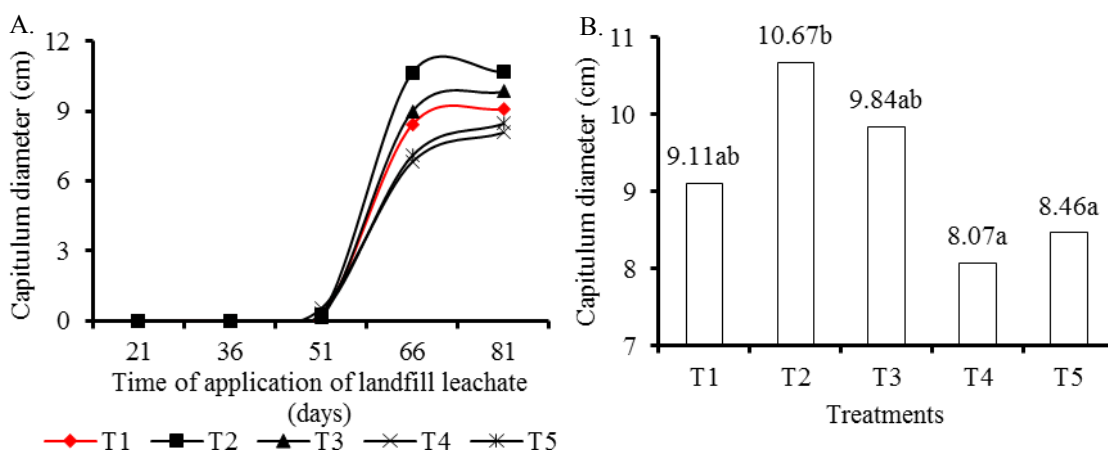 A.
Capitulum diameter (cm)
12
9
6
3
0
21 36 51 66 81
Time of application of landfill leachate
(days)
T1 T2 T3 T4 T5
B.
Capitulum diameter (cm)
11
10
9
8
7
9.11ab
10.67b
9.84ab
8.07a
8.46a
T1 T2 T3 T4 T5
Treatments